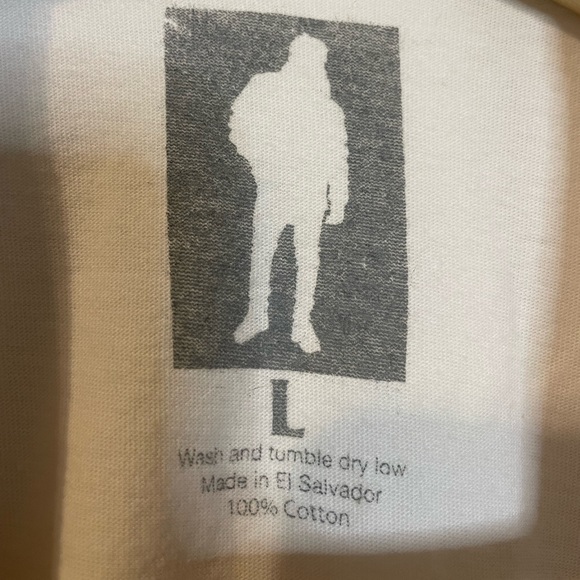 L
Wash and tumble dry low
Made in El Salvador
100% Cotton